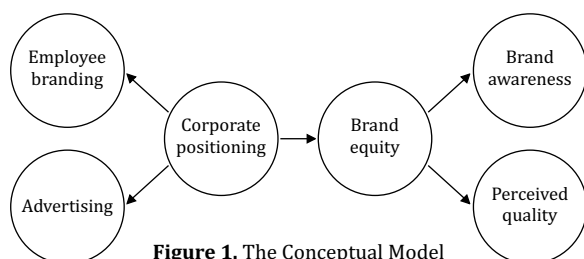 Employee
branding
Brand
awareness
Corporate
positioning
Brand
equity
Advertising
Perceived
quality
Figure 1. The Conceptual Model